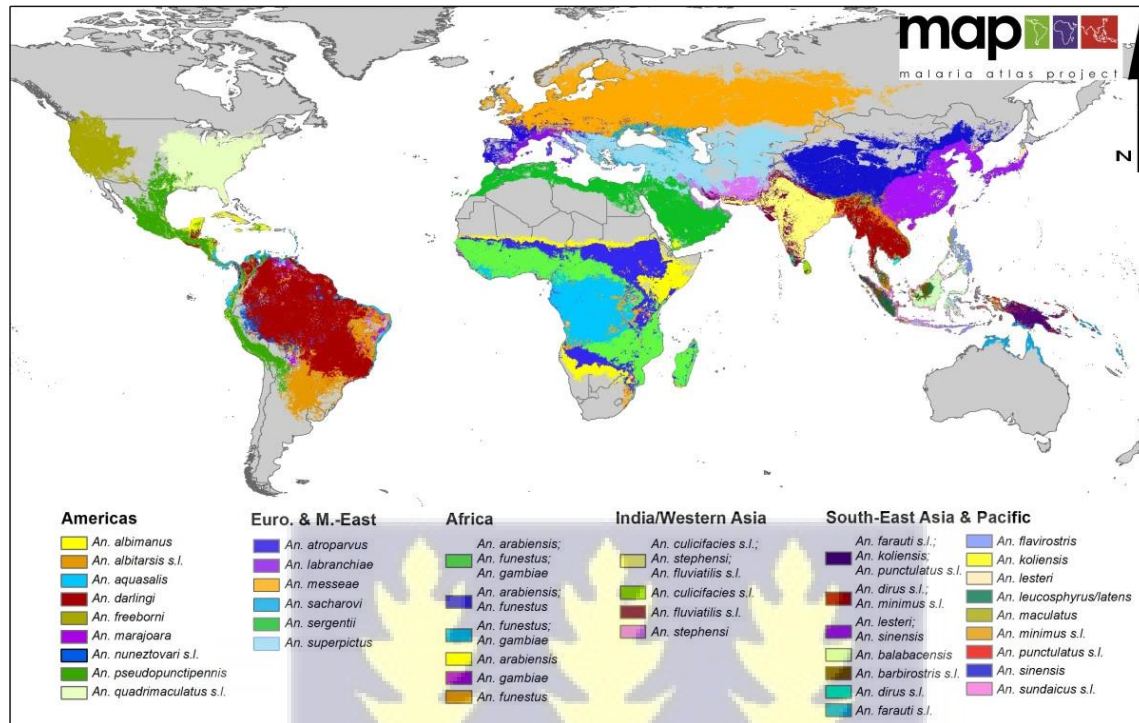 map
malaria atlas project
N
Americas
An. albimanus
An. albitarsis s.l.
An. aquasalis
An. darlingi
An. freeborni
An. marajoara
An. nuneztovari s.l.
An. pseudopunctipennis
An. quadrimaculatus s.l.
Euro. & M.-East
An. atroparvus
An. labranchiae
An. messeae
An. sacharovi
An. sergentii
An. superpictus
Africa
An. arabiensis;
An. funestus;
An. gambiae
An. arabiensis;
An. funestus
An. funestus;
An. gambiae
An. arabiensis
An. gambiae
An. funestus
India/Western Asia
An. culicifacies s.l.;
An. stephensi;
An. fluviatilis s.l.
An. culicifacies s.l.
An. fluviatilis s.l.
An. stephensi
South-East Asia & Pacific
An. farauti s.l.;
An. koliensis;
An. punctulatus s.l.
An. dirus s.l.;
An. minimus s.l.
An. lesteri;
An. sinensis
An. balabacensis
An. barbirostris s.l.
An. dirus s.l.
An. farauti s.l.
An. flavirostris
An. koliensis
An. lesteri
An. leucosphyrus/latens
An. maculatus
An. minimus s.l.
An. punctulatus s.l.
An. sinensis
An. sundaicus s.l.